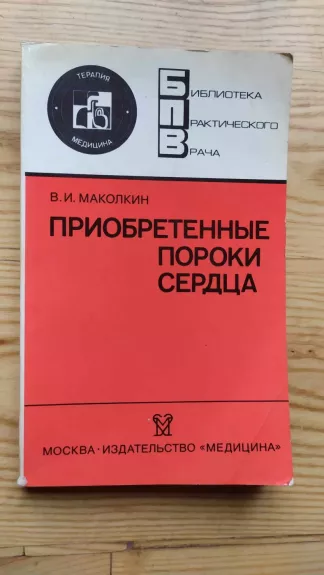 ТЕРАПИЯ
МЕДИЦИНА
БИБЛИОТЕКА
ПРАКТИЧЕСКОГО
ВРАЧА
В. И. МАКОЛКИН
ПРИОБРЕТЕННЫЕ
ПОРОКИ
СЕРДЦА
МОСКВА · ИЗДАТЕЛЬСТВО «МЕДИЦИНА»